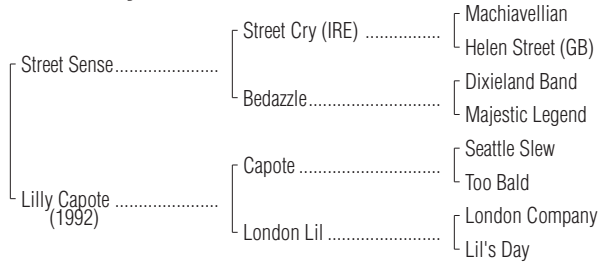 Machiavellian
Street Cry (IRE) ................
Helen Street (GB)
Street Sense......................
Dixieland Band
Bedazzle............................
Majestic Legend
Seattle Slew
Capote ..............................
Too Bald
Lilly Capote ......................
(1992)
London Company
London Lil ........................
Lil's Day